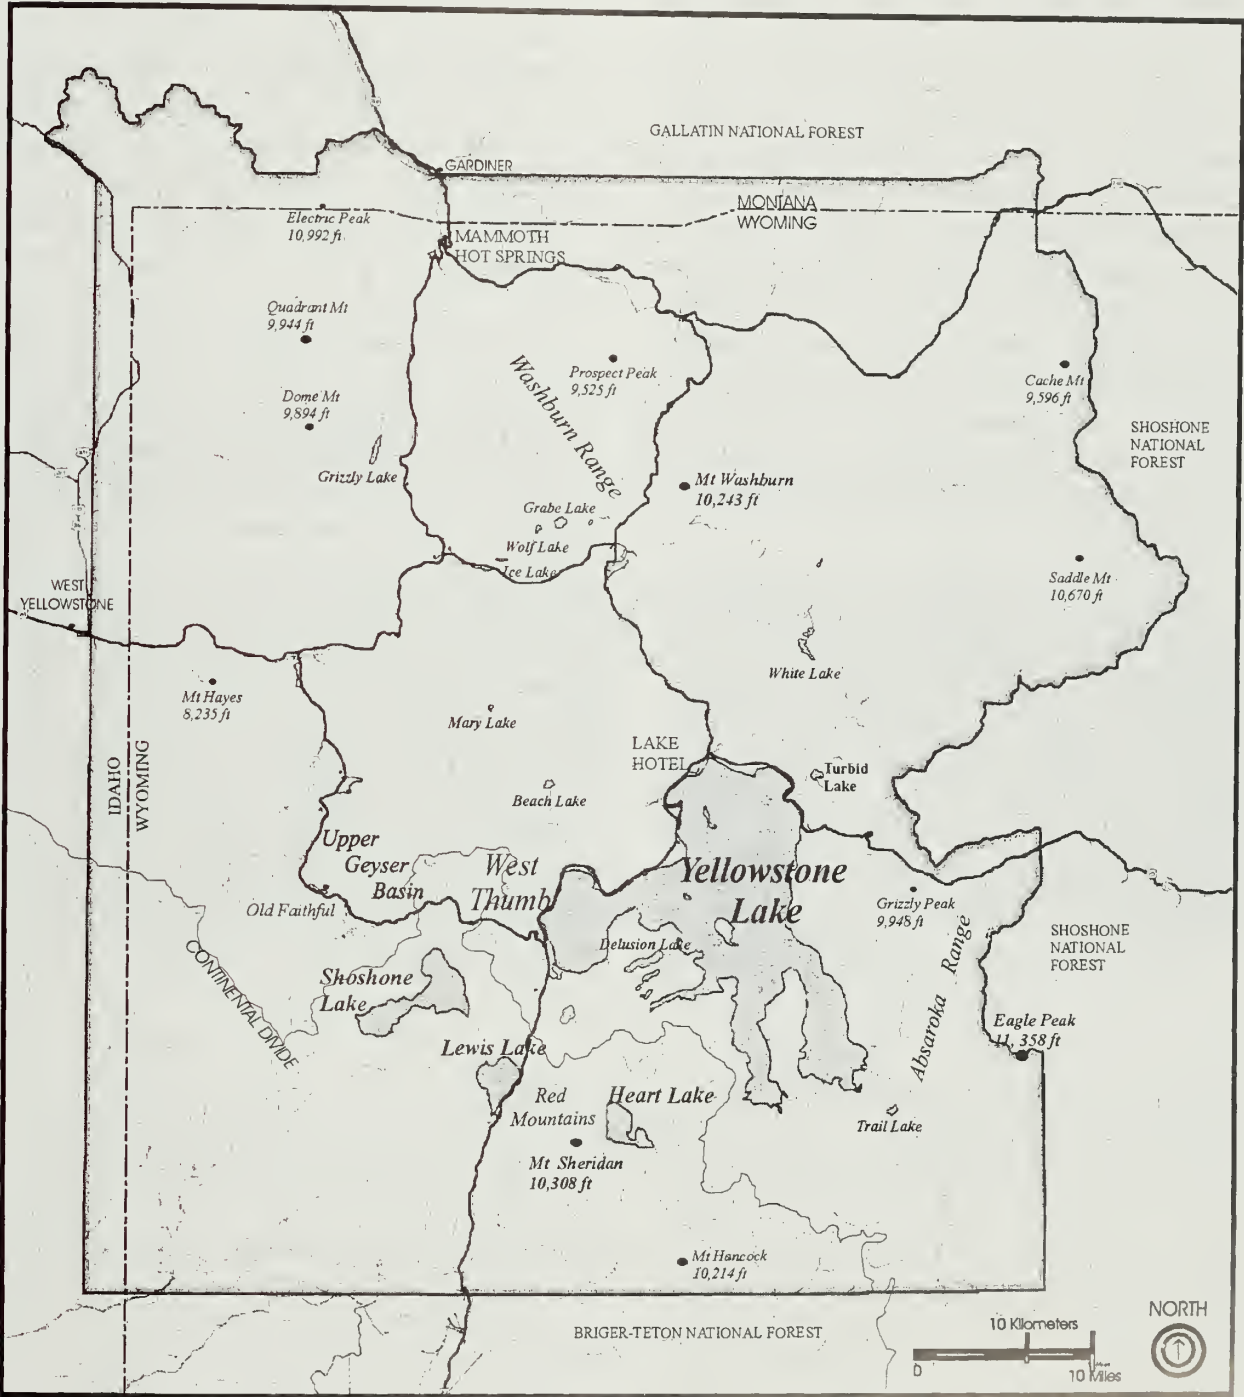 GALLATIN NATIONAL FOREST
GARDINER
MONTANA
WYOMING
Electric Peak
10,992 ft
MAMMOTH
HOT SPRINGS
Quadrant Mt
9,944 ft
Prospect Peak
9,525 ft
Washburn Range
Cache Mt
9,596 ft
Dome Mt
9,894 ft
SHOSHONE
NATIONAL
FOREST
Grizzly Lake
Mt Washburn
10,243 ft
Grabe Lake
Wolf Lake
Ice Lake
Saddle Mt
10,670 ft
WEST
YELLOWSTONE
White Lake
Mt Hayes
8,235 ft
Mary Lake
LAKE
HOTEL
IDAHO
WYOMING
Turbid
Lake
Beach Lake
Upper
Geyser
Basin
West
Thumb
Yellowstone
Lake
Old Faithful
Grizzly Peak
9,948 ft
Absaroka Range
SHOSHONE
NATIONAL
FOREST
Delusion Lake
CONTINENTAL DIVIDE
Shoshone
Lake
Eagle Peak
11, 358 ft
Lewis Lake
Red
Mountains
Heart Lake
Trail Lake
Mt Sheridan
10,308 ft
Mt Hancock
10,214 ft
BRIGER-TETON NATIONAL FOREST
10 Kilometers
0
10 Miles
NORTH